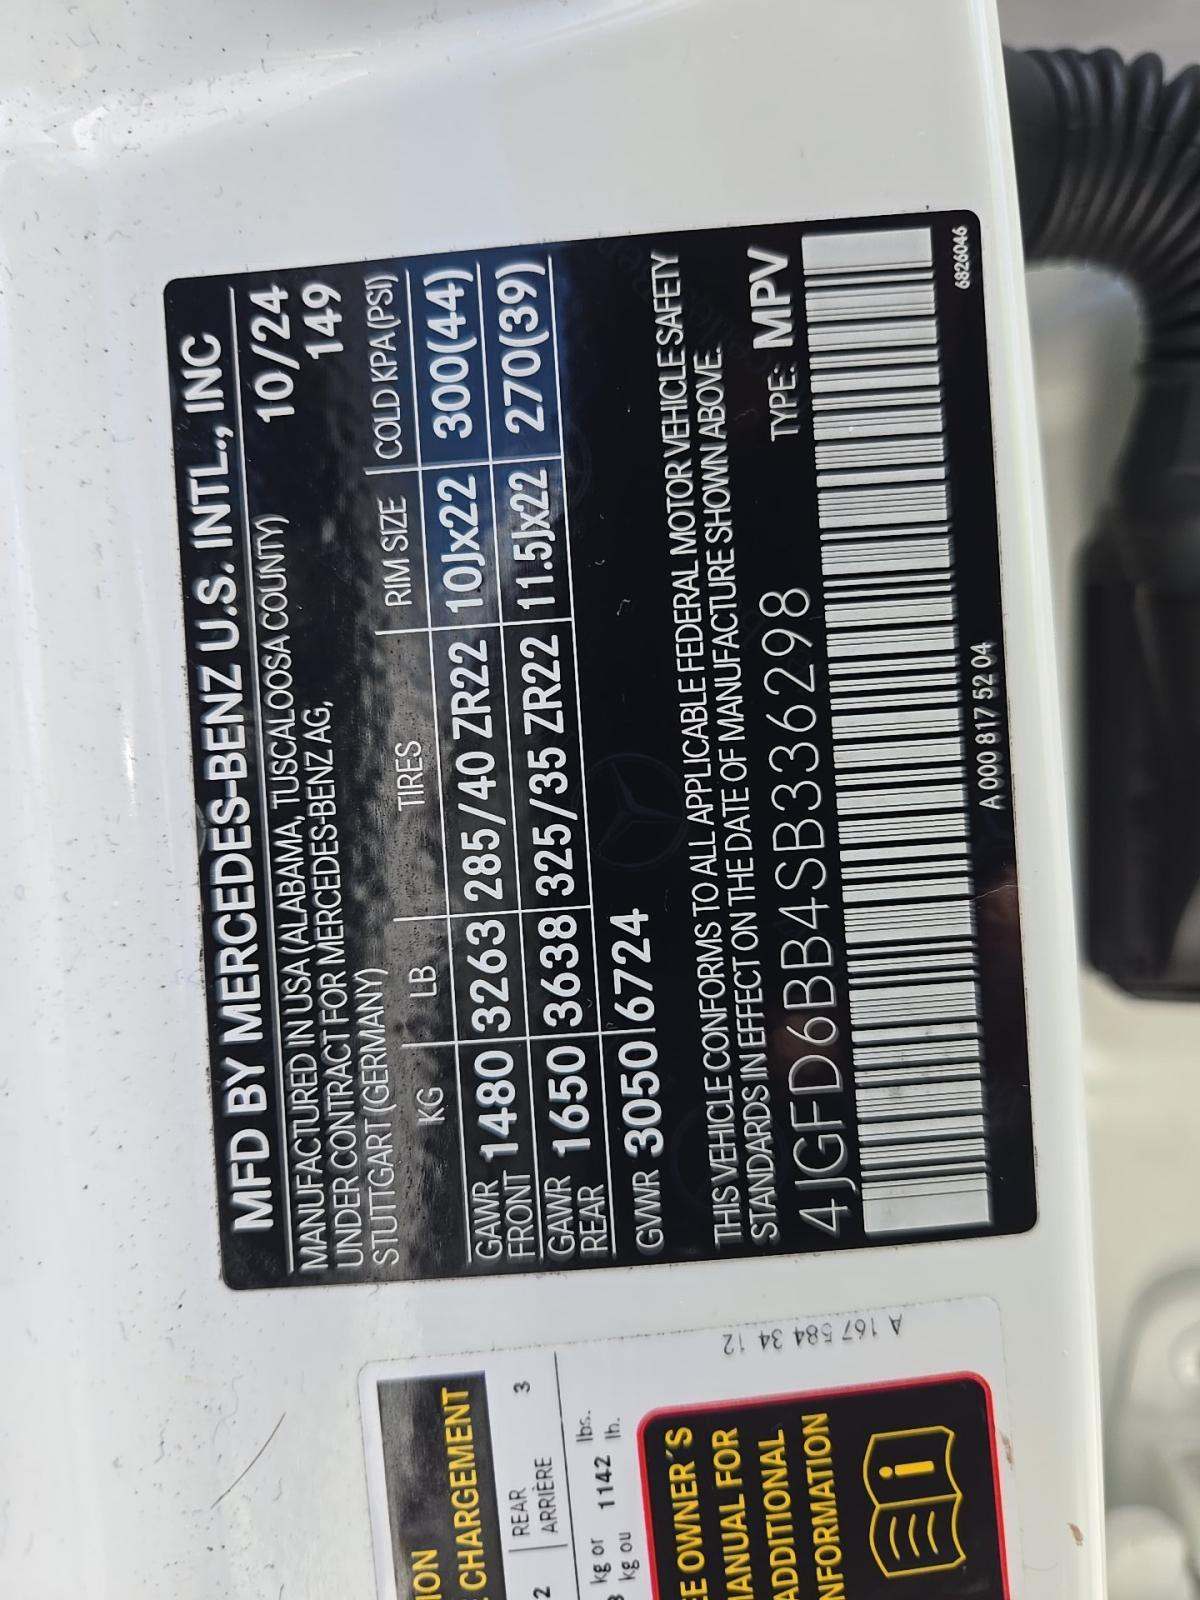 MFD BY MERCEDES-BENZ U.S. INTL., INC
MANUFACTURED IN USA (ALABAMA, TUSCALOOSA COUNTY) 10/24
UNDER CONTRACT FOR MERCEDES-BENZ AG, 149
STUTTGART (GERMANY)
KG LB TIRES RIM SIZE COLD KPA(PSI)
GAWR FRONT 1480 3263 285/40 ZR22 10Jx22 300(44)
GAWR REAR 1650 3638 325/35 ZR22 11.5Jx22 270(39)
GVWR 3050 6724
THIS VEHICLE CONFORMS TO ALL APPLICABLE FEDERAL MOTOR VEHICLE SAFETY
STANDARDS IN EFFECT ON THE DATE OF MANUFACTURE SHOWN ABOVE.
4JGFD6BB4SB336298 TYPE: MPV
A 000 817 52 04 6826046
A 167 584 34 12
CHARGEMENT
2 REAR 3
ARRIÈRE
kg or 1142 lbs.
kg ou lb.
OWNER'S
MANUAL FOR
ADDITIONAL
INFORMATION